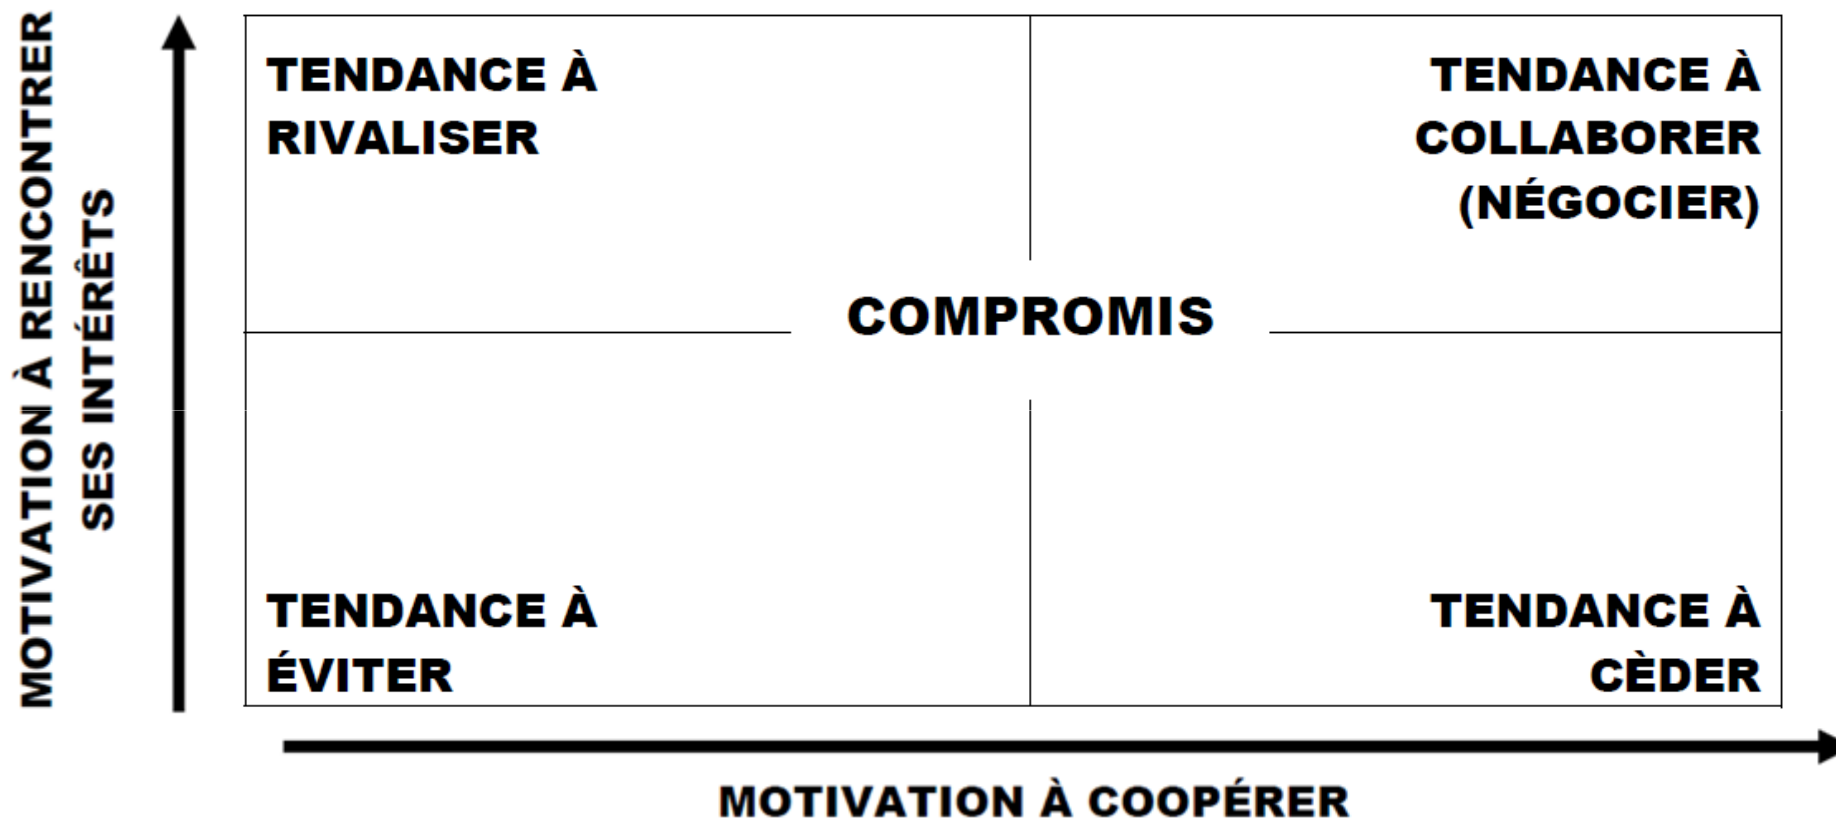 MOTIVATION À RENCONTRER
SES INTÉRÊTS
TENDANCE À
RIVALISER
TENDANCE À
COLLABORER
(NÉGOCIER)
COMPROMIS
TENDANCE À
ÉVITER
TENDANCE À
CÈDER
MOTIVATION À COOPÉRER